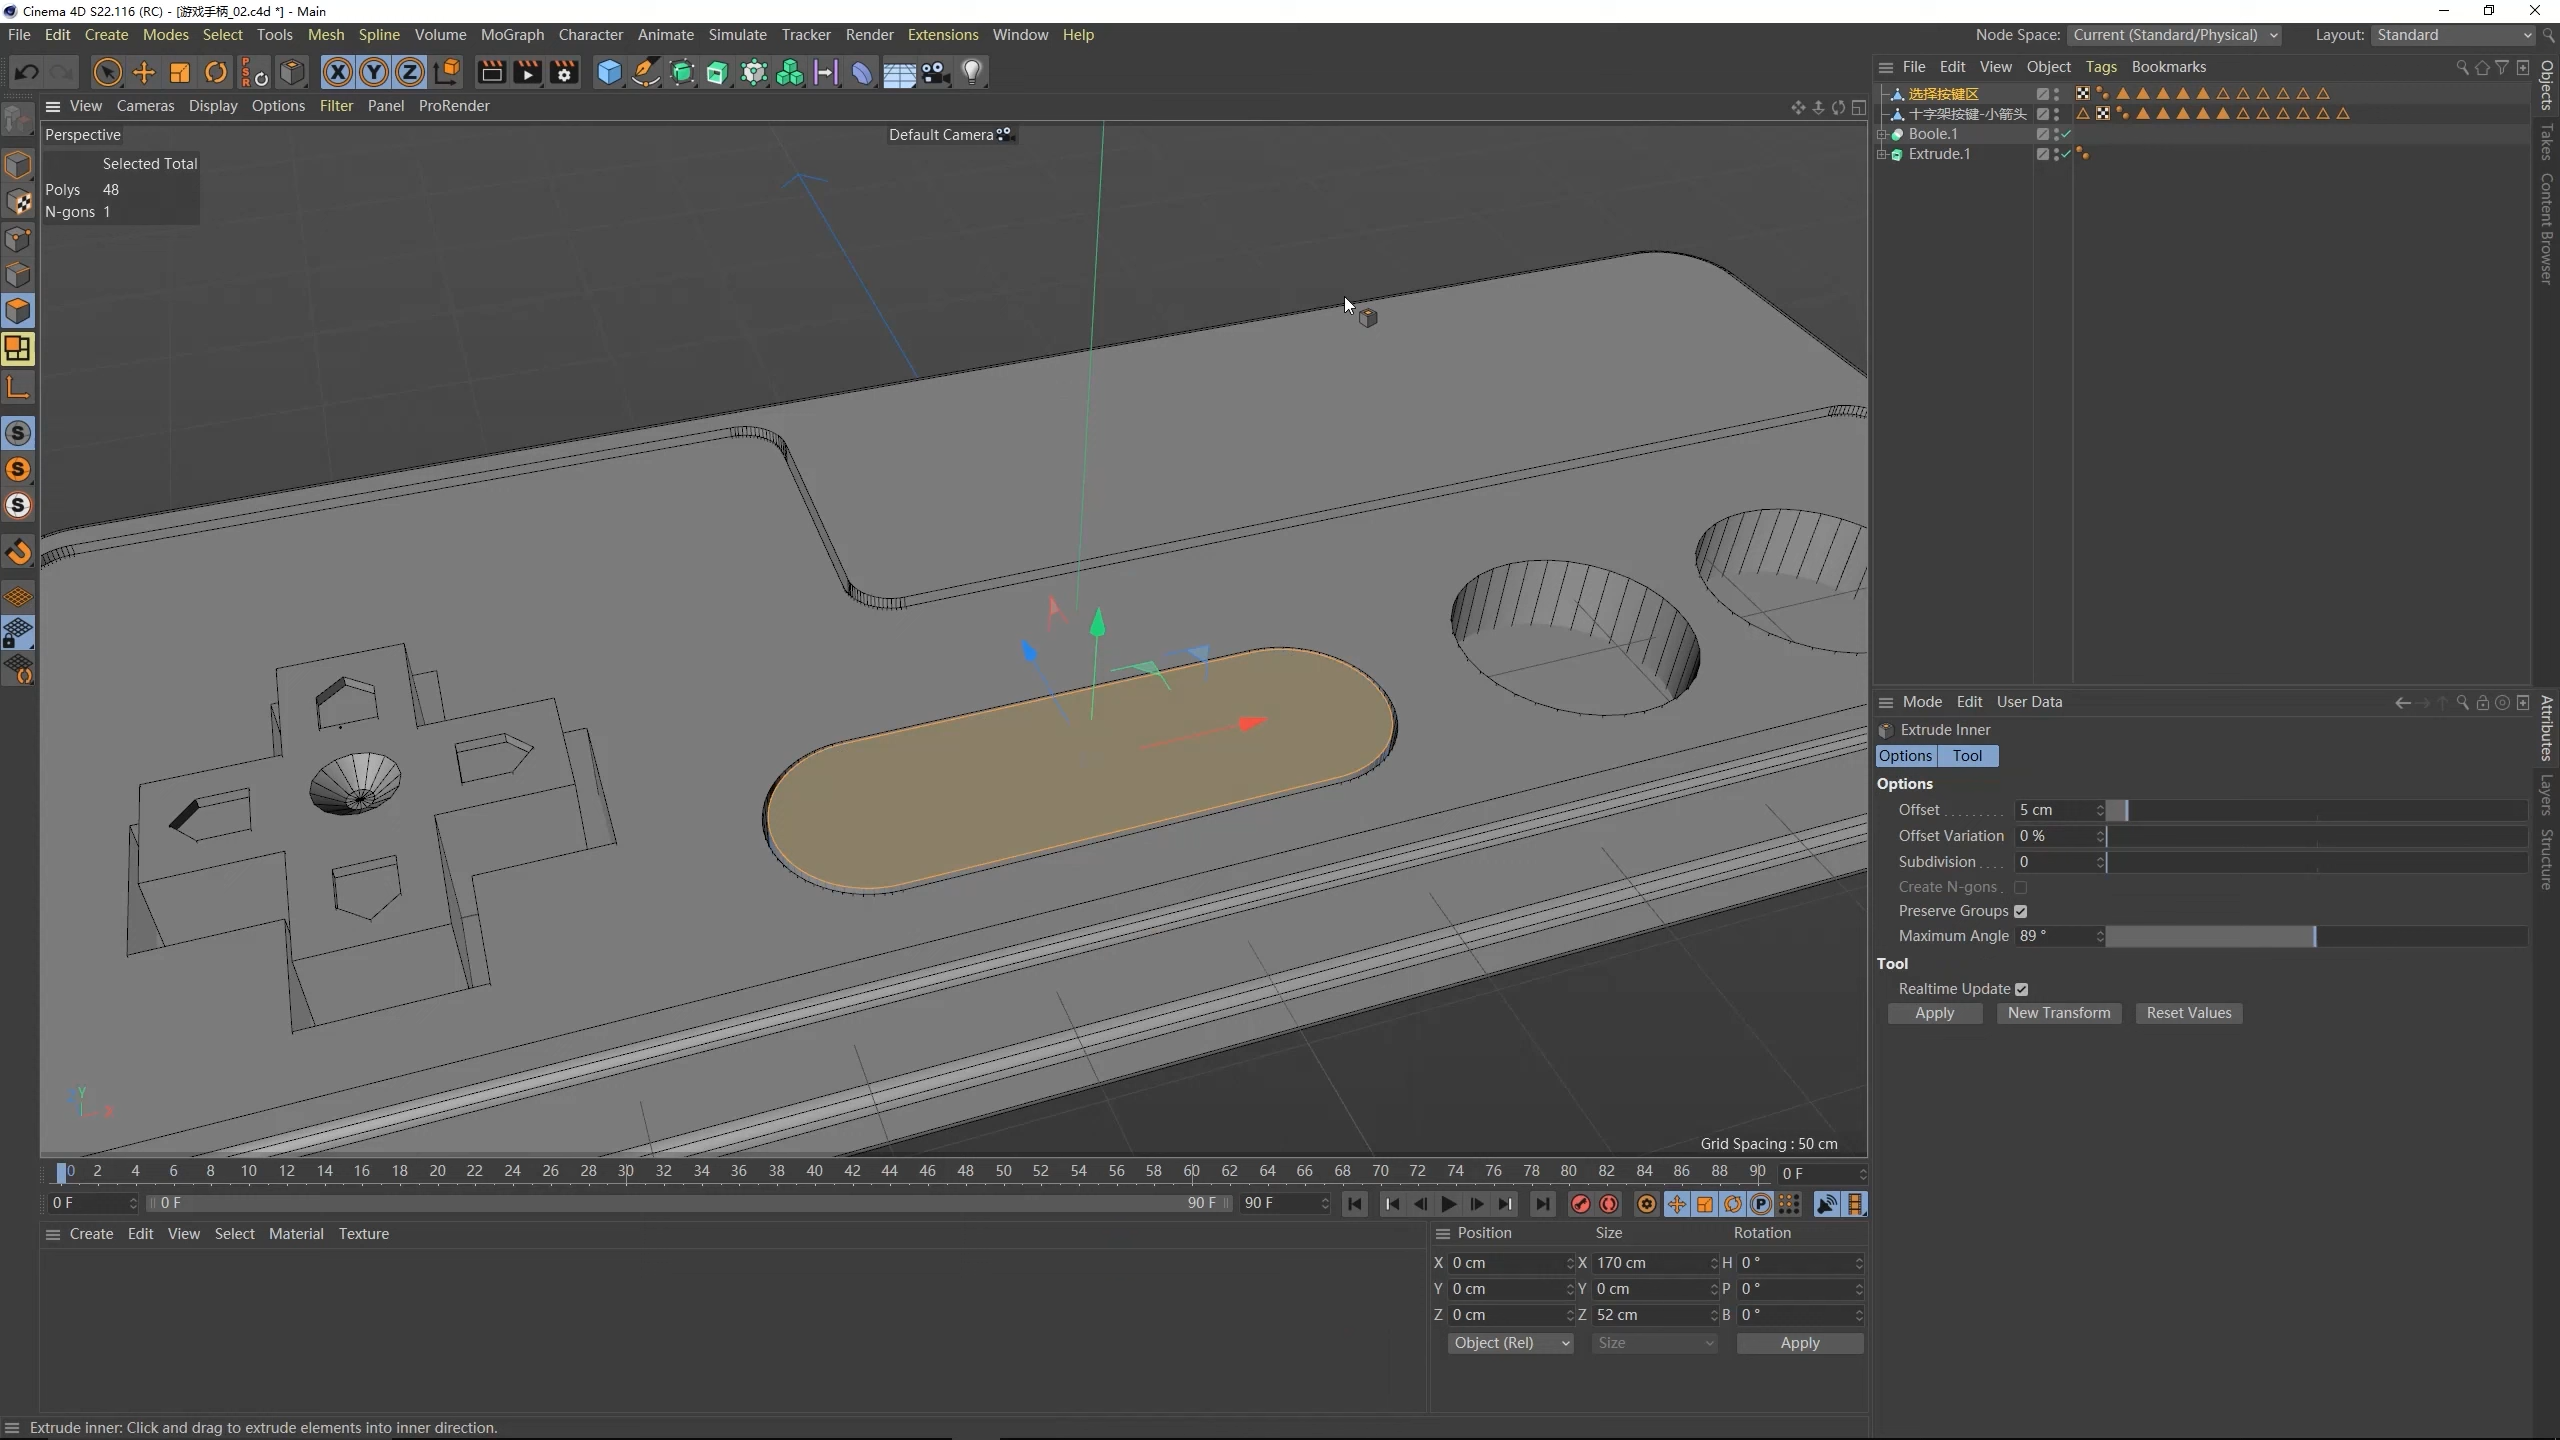 Cinema 4D S22.116 (RC) - [游戏手柄_02.c4d *] - Main
File Edit Create Modes Select Tools Mesh Spline Volume MoGraph Character Animate Simulate Tracker Render Extensions Window Help
Node Space: Current (Standard/Physical) Layout: Standard
File Edit View Object Tags Bookmarks
View Cameras Display Options Filter Panel ProRender
Perspective
Default Camera
Selected Total
Polys 48
N-gons 1
选择按键区
十字架按键-小箭头
Boole.1
Extrude.1
Objects
Takes
Content Browser
Mode Edit User Data
Extrude Inner
Options Tool
Options
Offset 5 cm
Offset Variation 0 %
Subdivision 0
Create N-gons
Preserve Groups
Maximum Angle 89 °
Tool
Realtime Update
Apply New Transform Reset Values
Attributes
Layers
Structure
Y
X
Grid Spacing : 50 cm
0 2 4 6 8 10 12 14 16 18 20 22 24 26 28 30 32 34 36 38 40 42 44 46 48 50 52 54 56 58 60 62 64 66 68 70 72 74 76 78 80 82 84 86 88 90 0 F
0 F 0 F 90 F 90 F
Create Edit View Select Material Texture
Position Size Rotation
X 0 cm X 170 cm H 0 °
Y 0 cm Y 0 cm P 0 °
Z 0 cm Z 52 cm B 0 °
Object (Rel) Size Apply
Extrude inner: Click and drag to extrude elements into inner direction.